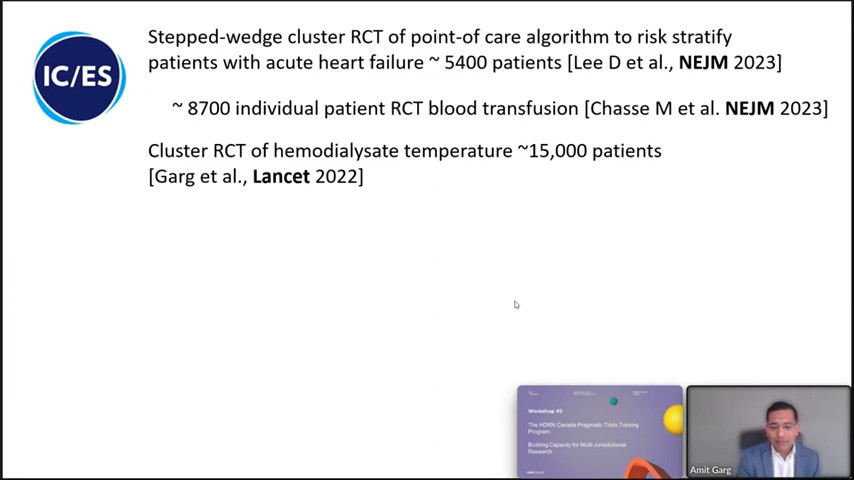 IC/ES
Stepped-wedge cluster RCT of point-of care algorithm to risk stratify
patients with acute heart failure ~ 5400 patients [Lee D et al., NEJM 2023]
~ 8700 individual patient RCT blood transfusion [Chasse M et al. NEJM 2023]
Cluster RCT of hemodialysate temperature ~15,000 patients
[Garg et al., Lancet 2022]
Workshop #2
The HDRN Canada Pragmatic Trials Training
Program
Building Capacity for Multi-Jurisdictional
Research
Amit Garg